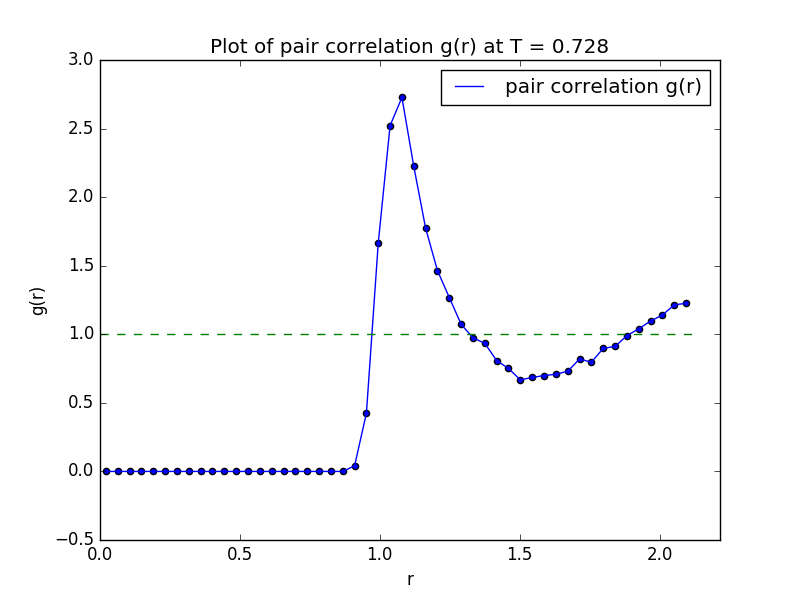 Plot of pair correlation g(r) at T = 0.728
pair correlation g(r)
3.0
2.5
2.0
1.5
1.0
0.5
0.0
−0.5
g(r)
0.0 0.5 1.0 1.5 2.0
r